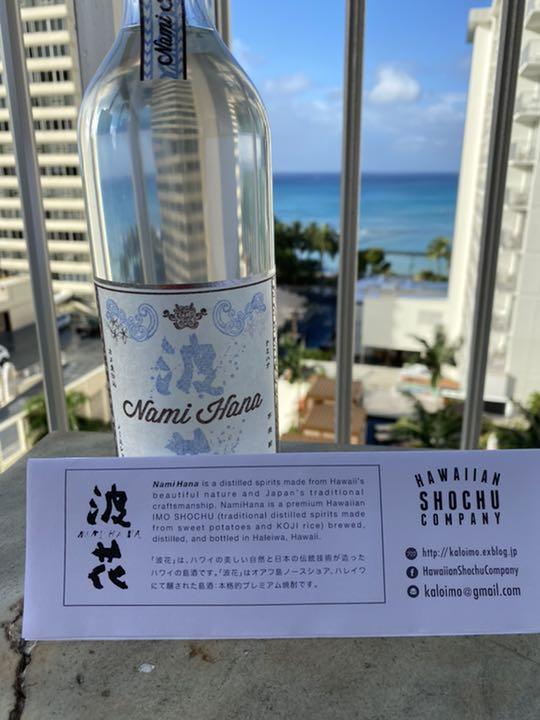 Nami Hana
波
Nami Hana
波花
NAMI HANA
Nami Hana is a distilled spirits made from Hawaii's
beautiful nature and Japan's traditional
craftsmanship. NamiHana is a premium Hawaiian
IMO SHOCHU (traditional distilled spirits made
from sweet potatoes and KOJI rice) brewed,
distilled, and bottled in Haleiwa, Hawaii.
「波花」は、ハワイの美しい自然と日本の伝統技術が造った
ハワイの島酒です。「波花」はオアフ島ノースショア、ハレイワ
にて醸された島酒：本格的プレミアム焼酎です。
HAWAIIAN
SHOCHU
COMPANY
http://kaloimo.exblog.jp
HawaiianShochuCompany
kaloimo@gmail.com